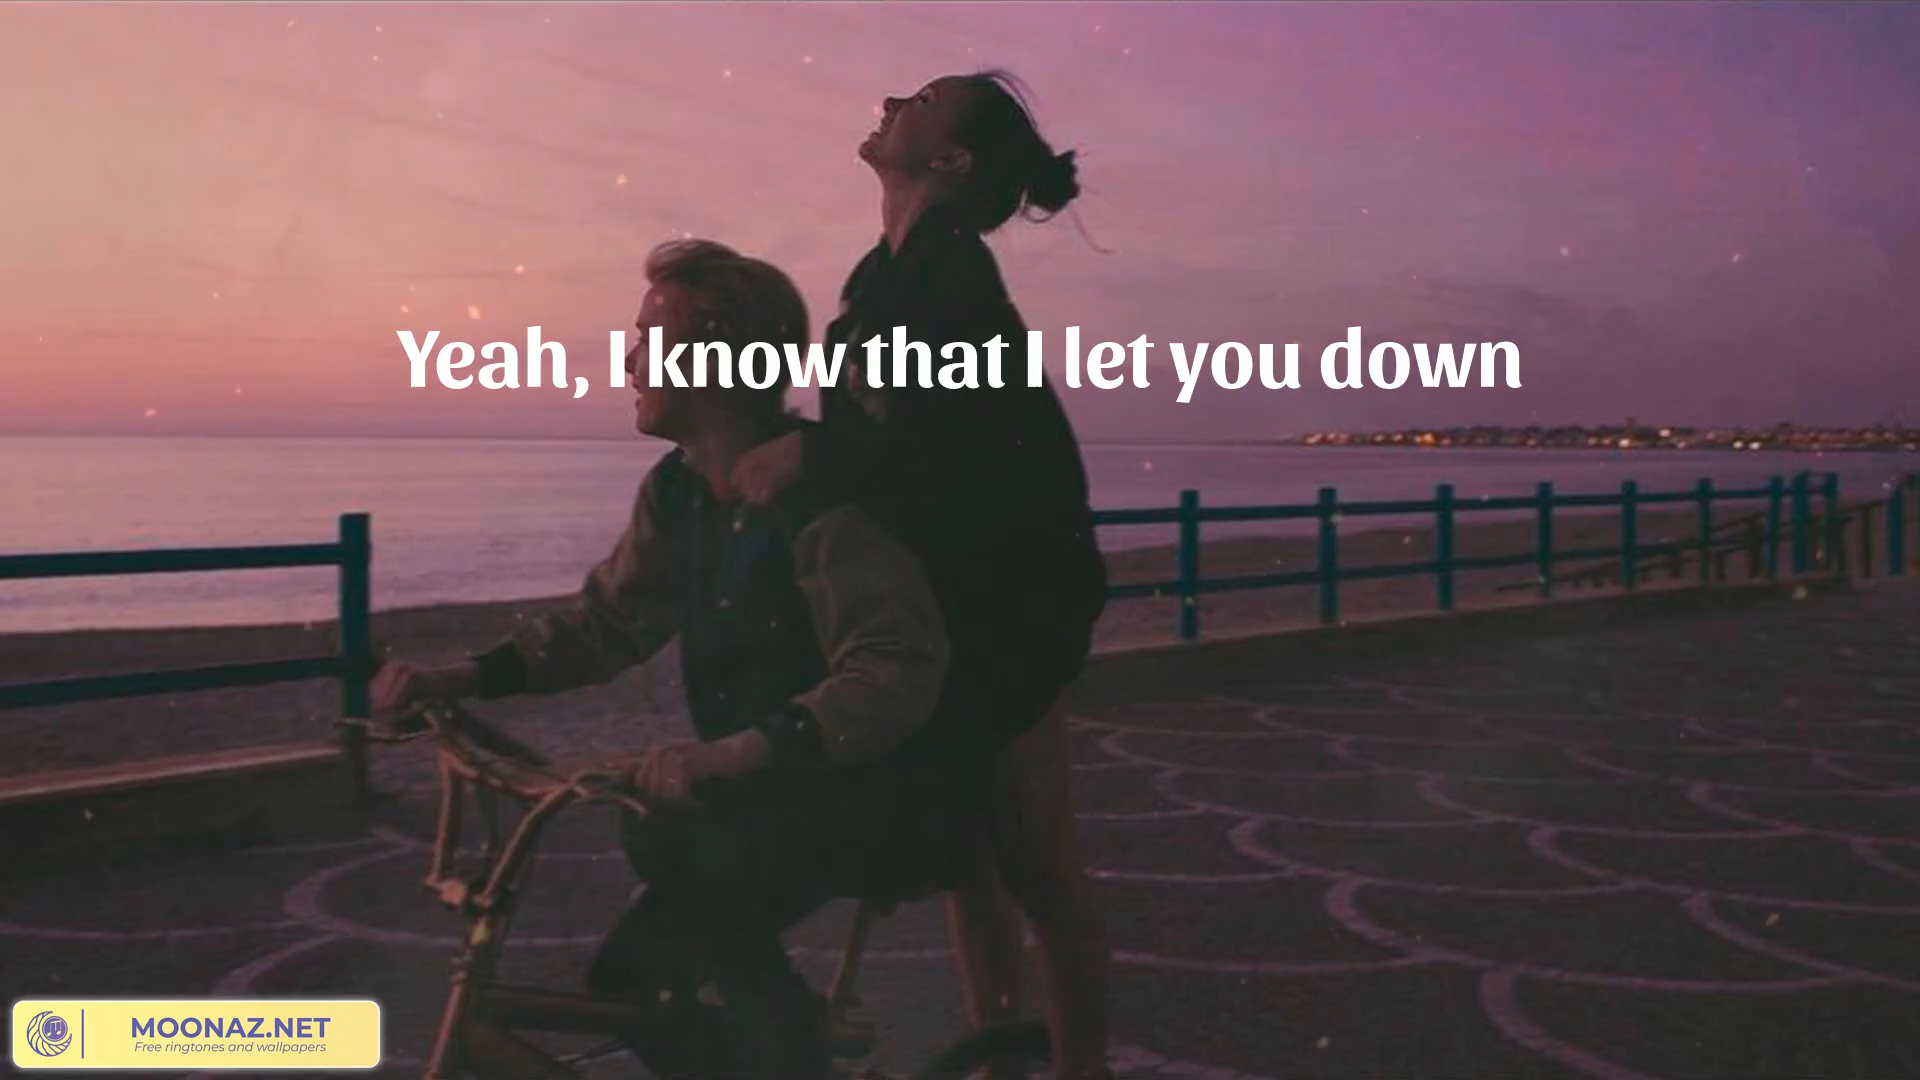 Yeah, I know that I let you down
MOONAZ.NET
Free ringtones and wallpapers